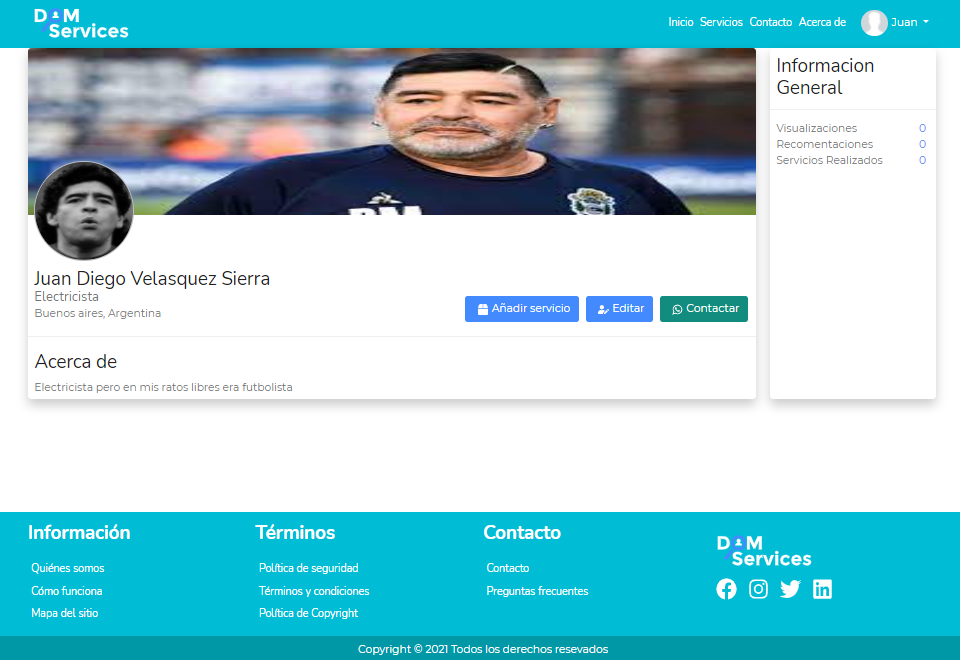 D M
Services
Inicio Servicios Contacto Acerca de Juan
Informacion
General
Visualizaciones 0
Recomentaciones 0
Servicios Realizados 0
Juan Diego Velasquez Sierra
Electricista
Buenos aires, Argentina
Añadir servicio Editar Contactar
Acerca de
Electricista pero en mis ratos libres era futbolista
Información
Quiénes somos
Cómo funciona
Mapa del sitio
Términos
Política de seguridad
Términos y condiciones
Política de Copyright
Contacto
Contacto
Preguntas frecuentes
D M
Services
Copyright © 2021 Todos los derechos resevados